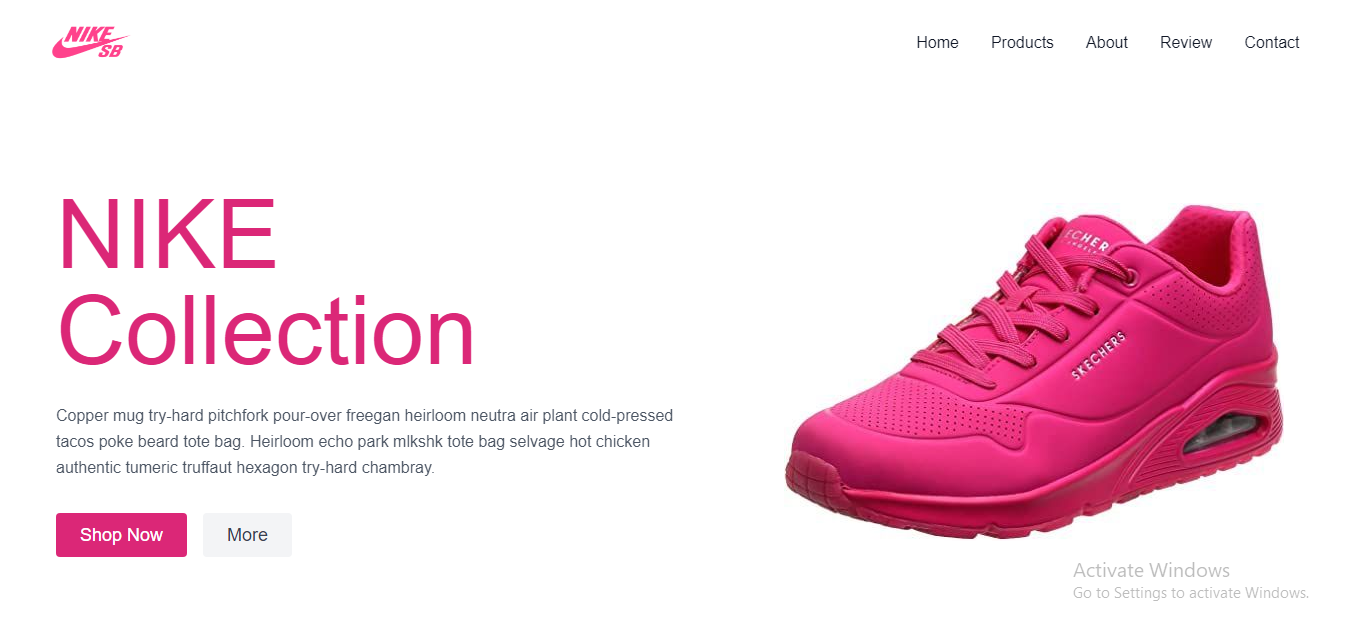 NIKE
SB
Home Products About Review Contact
NIKE
Collection
Copper mug try-hard pitchfork pour-over freegan heirloom neutra air plant cold-pressed
tacos poke beard tote bag. Heirloom echo park mlkshk tote bag selvage hot chicken
authentic tumeric truffaut hexagon try-hard chambray.
Shop Now More
SKECHERS
Activate Windows
Go to Settings to activate Windows.